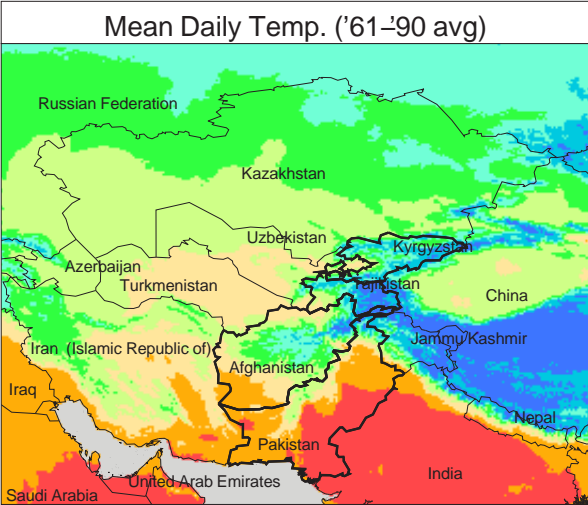 Mean Daily Temp. ('61–'90 avg)
Russian Federation
Kazakhstan
Uzbekistan
Kyrgyzstan
Azerbaijan
Turkmenistan
Tajikistan
China
Iran (Islamic Republic of)
Jammu/Kashmir
Afghanistan
Iraq
Nepal
Pakistan
India
United Arab Emirates
Saudi Arabia